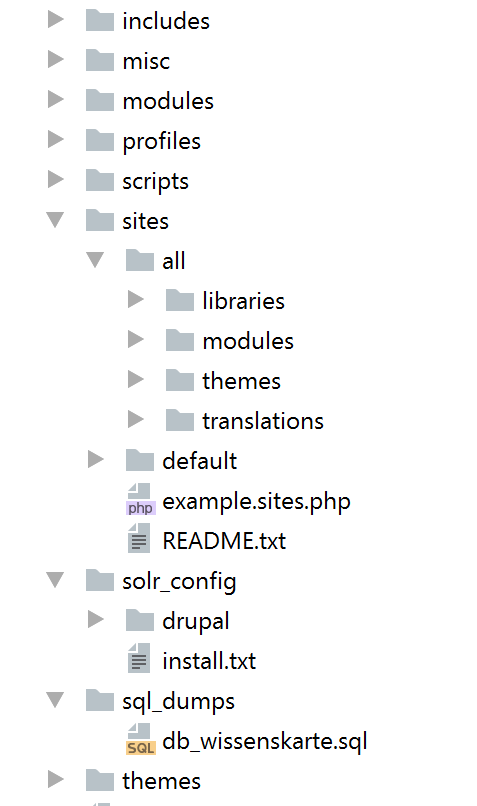 includes
misc
modules
profiles
scripts
sites
all
libraries
modules
themes
translations
default
php example.sites.php
README.txt
solr_config
drupal
install.txt
sql_dumps
SQL db_wissenskarte.sql
themes